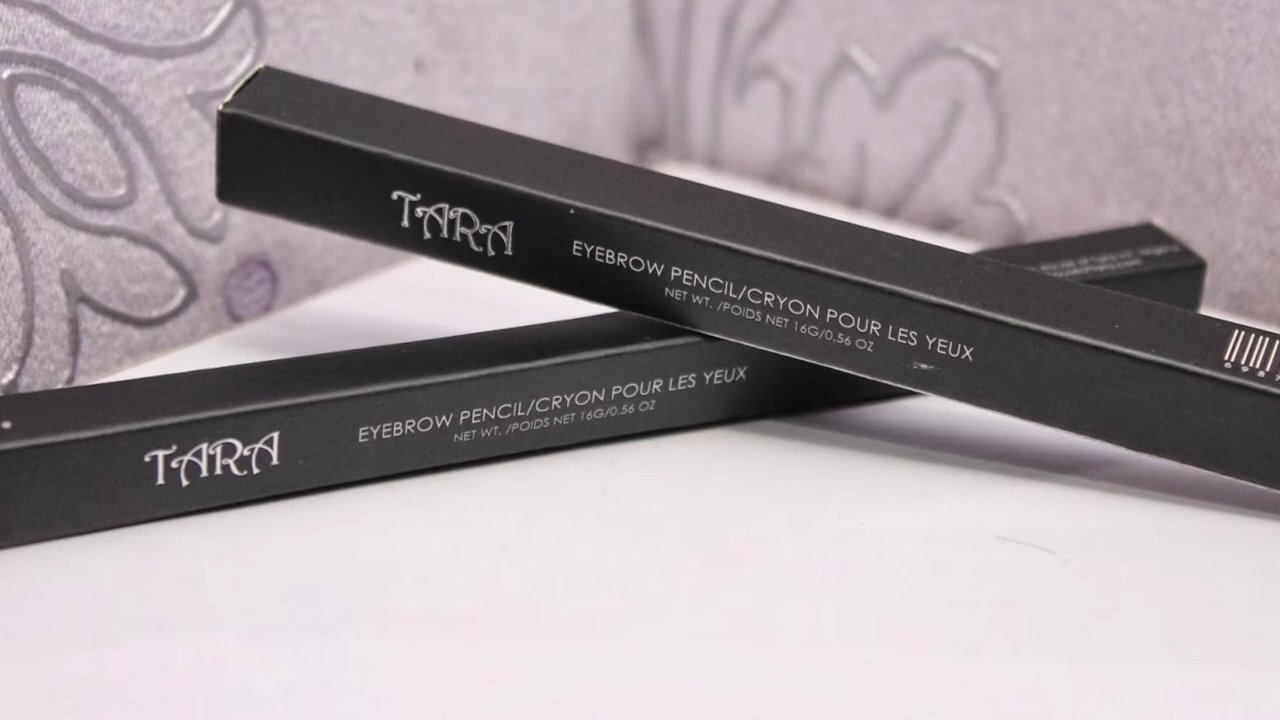 TARA
EYEBROW PENCIL/CRYON POUR LES YEUX
NET WT. /POIDS NET 16G/0.56 OZ
TARA
EYEBROW PENCIL/CRYON POUR LES YEUX
NET WT. /POIDS NET 16G/0.56 OZ